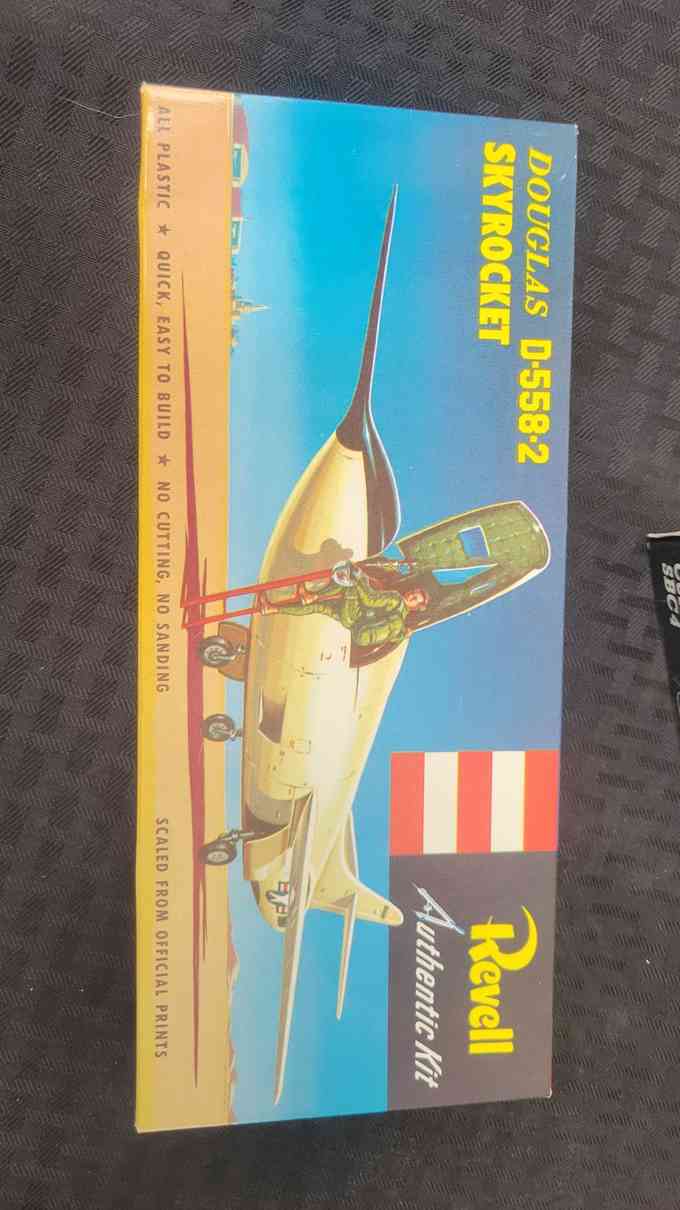 DOUGLAS D-558-2
SKYROCKET
Revell
Authentic Kit
ALL PLASTIC ★ QUICK, EASY TO BUILD ★ NO CUTTING, NO SANDING
SCALED FROM OFFICIAL PRINTS
SBC4